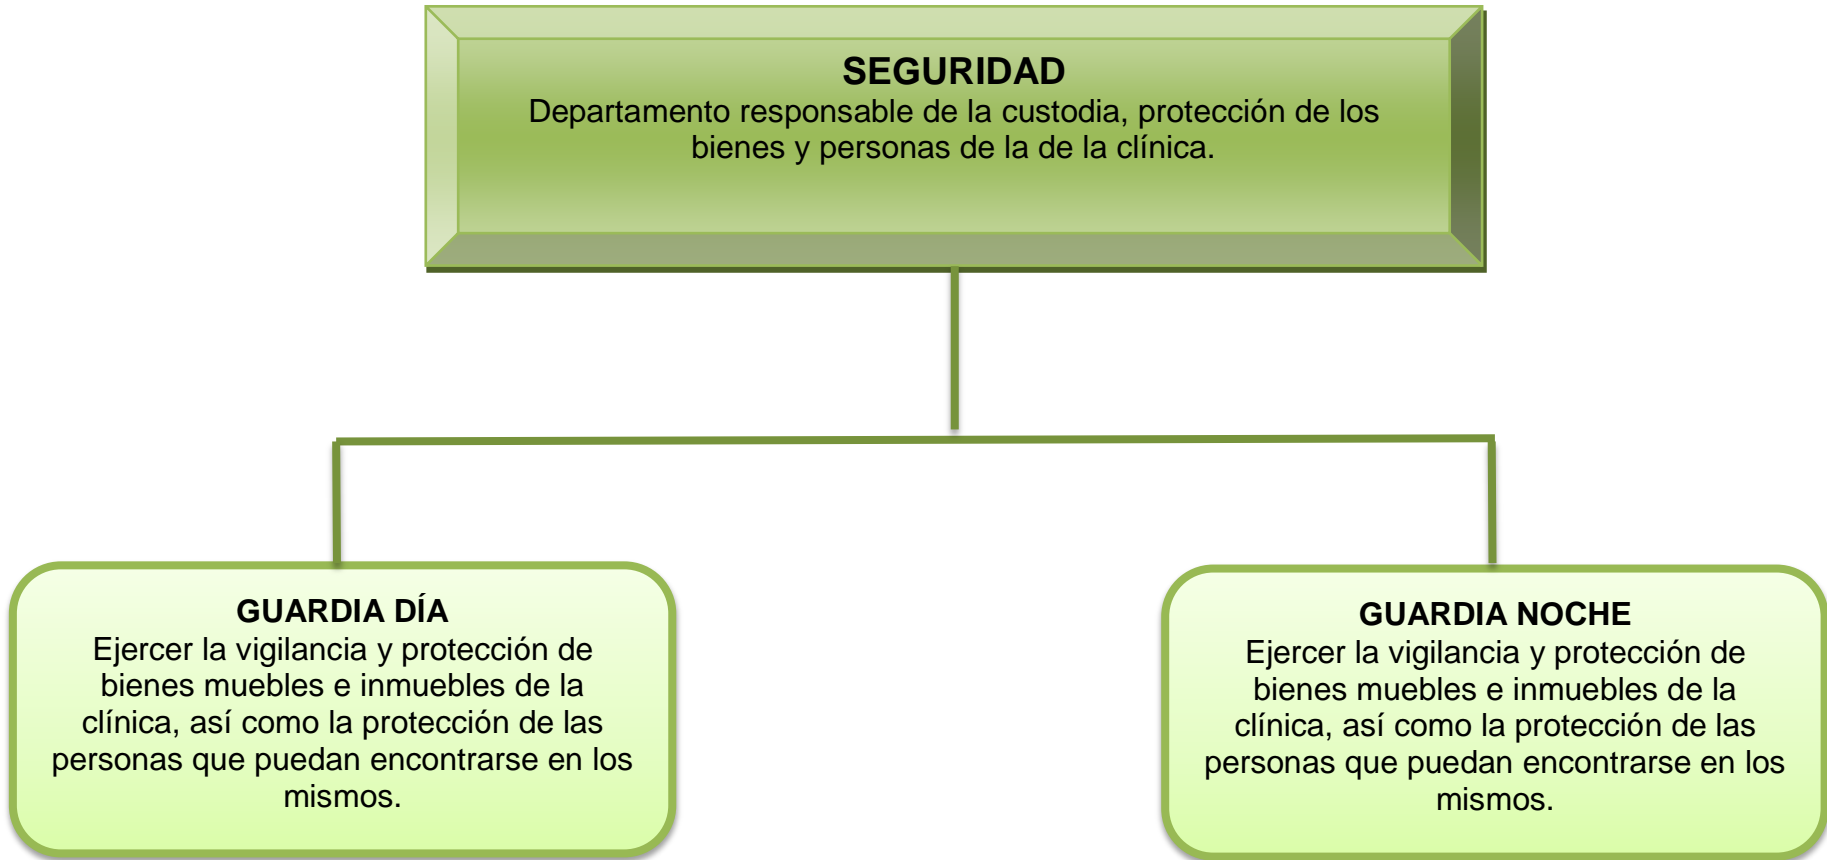 SEGURIDAD
Departamento responsable de la custodia, protección de los
bienes y personas de la de la clínica.
GUARDIA DÍA
Ejercer la vigilancia y protección de
bienes muebles e inmuebles de la
clínica, así como la protección de las
personas que puedan encontrarse en los
mismos.
GUARDIA NOCHE
Ejercer la vigilancia y protección de
bienes muebles e inmuebles de la
clínica, así como la protección de las
personas que puedan encontrarse en los
mismos.